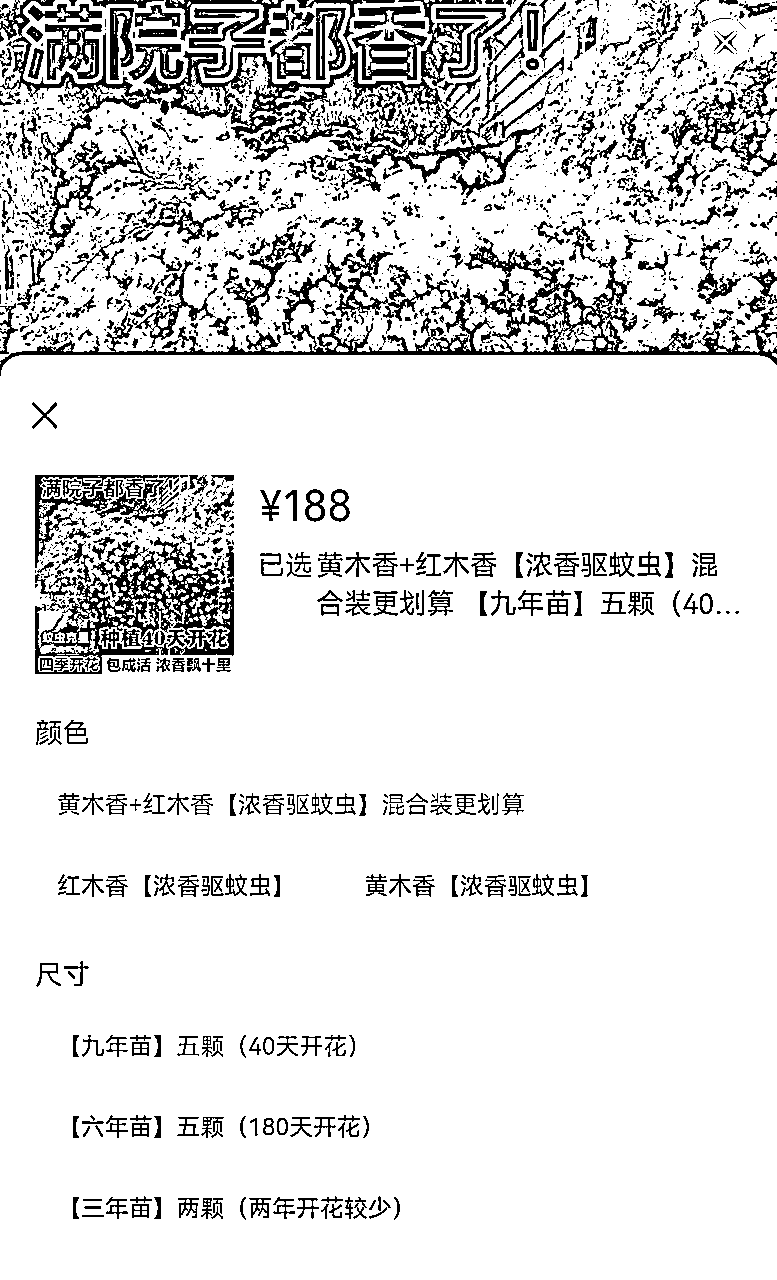 满院子都香了！
¥188
已选 黄木香+红木香【浓香驱蚊虫】混
合装更划算 【九年苗】五颗（40...
满院子都香了！
种植40天开花
四季开花 包成活 浓香飘十里
颜色
黄木香+红木香【浓香驱蚊虫】混合装更划算
红木香【浓香驱蚊虫】 黄木香【浓香驱蚊虫】
尺寸
【九年苗】五颗（40天开花）
【六年苗】五颗（180天开花）
【三年苗】两颗（两年开花较少）